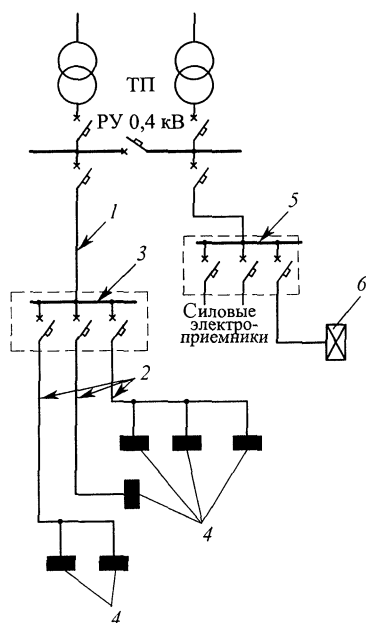 ТП
РУ 0,4 кВ
1
5
3
6
Силовые
электро-
приемники
2
4
4